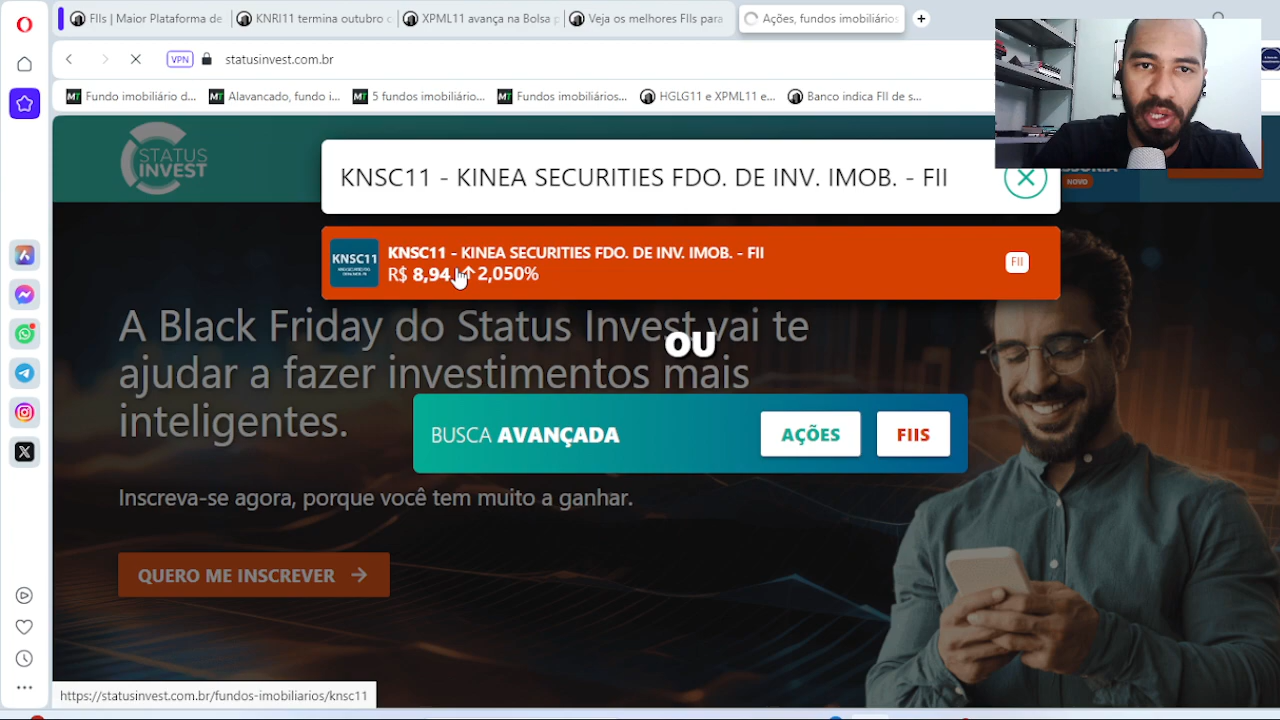 FIIs | Maior Plataforma de
KNRI11 termina outubro c
XPML11 avança na Bolsa p
Veja os melhores FIIs para
Ações, fundos imobiliários
VPN
statusinvest.com.br
Fundo imobiliário d...
Alavancado, fundo i...
5 fundos imobiliário...
Fundos imobiliários...
HGLG11 e XPML11 e...
Banco indica FII de s...
STATUS
INVEST
KNSC11 - KINEA SECURITIES FDO. DE INV. IMOB. - FII
NOVO
KNSC11
KNSC11 - KINEA SECURITIES FDO. DE INV. IMOB. - FII
R$ 8,94 2,050%
FII
A Black Friday do Status Invest vai te
ajudar a fazer investimentos mais
inteligentes.
OU
BUSCA AVANÇADA
AÇÕES
FIIS
Inscreva-se agora, porque você tem muito a ganhar.
QUERO ME INSCREVER →
https://statusinvest.com.br/fundos-imobiliarios/knsc11